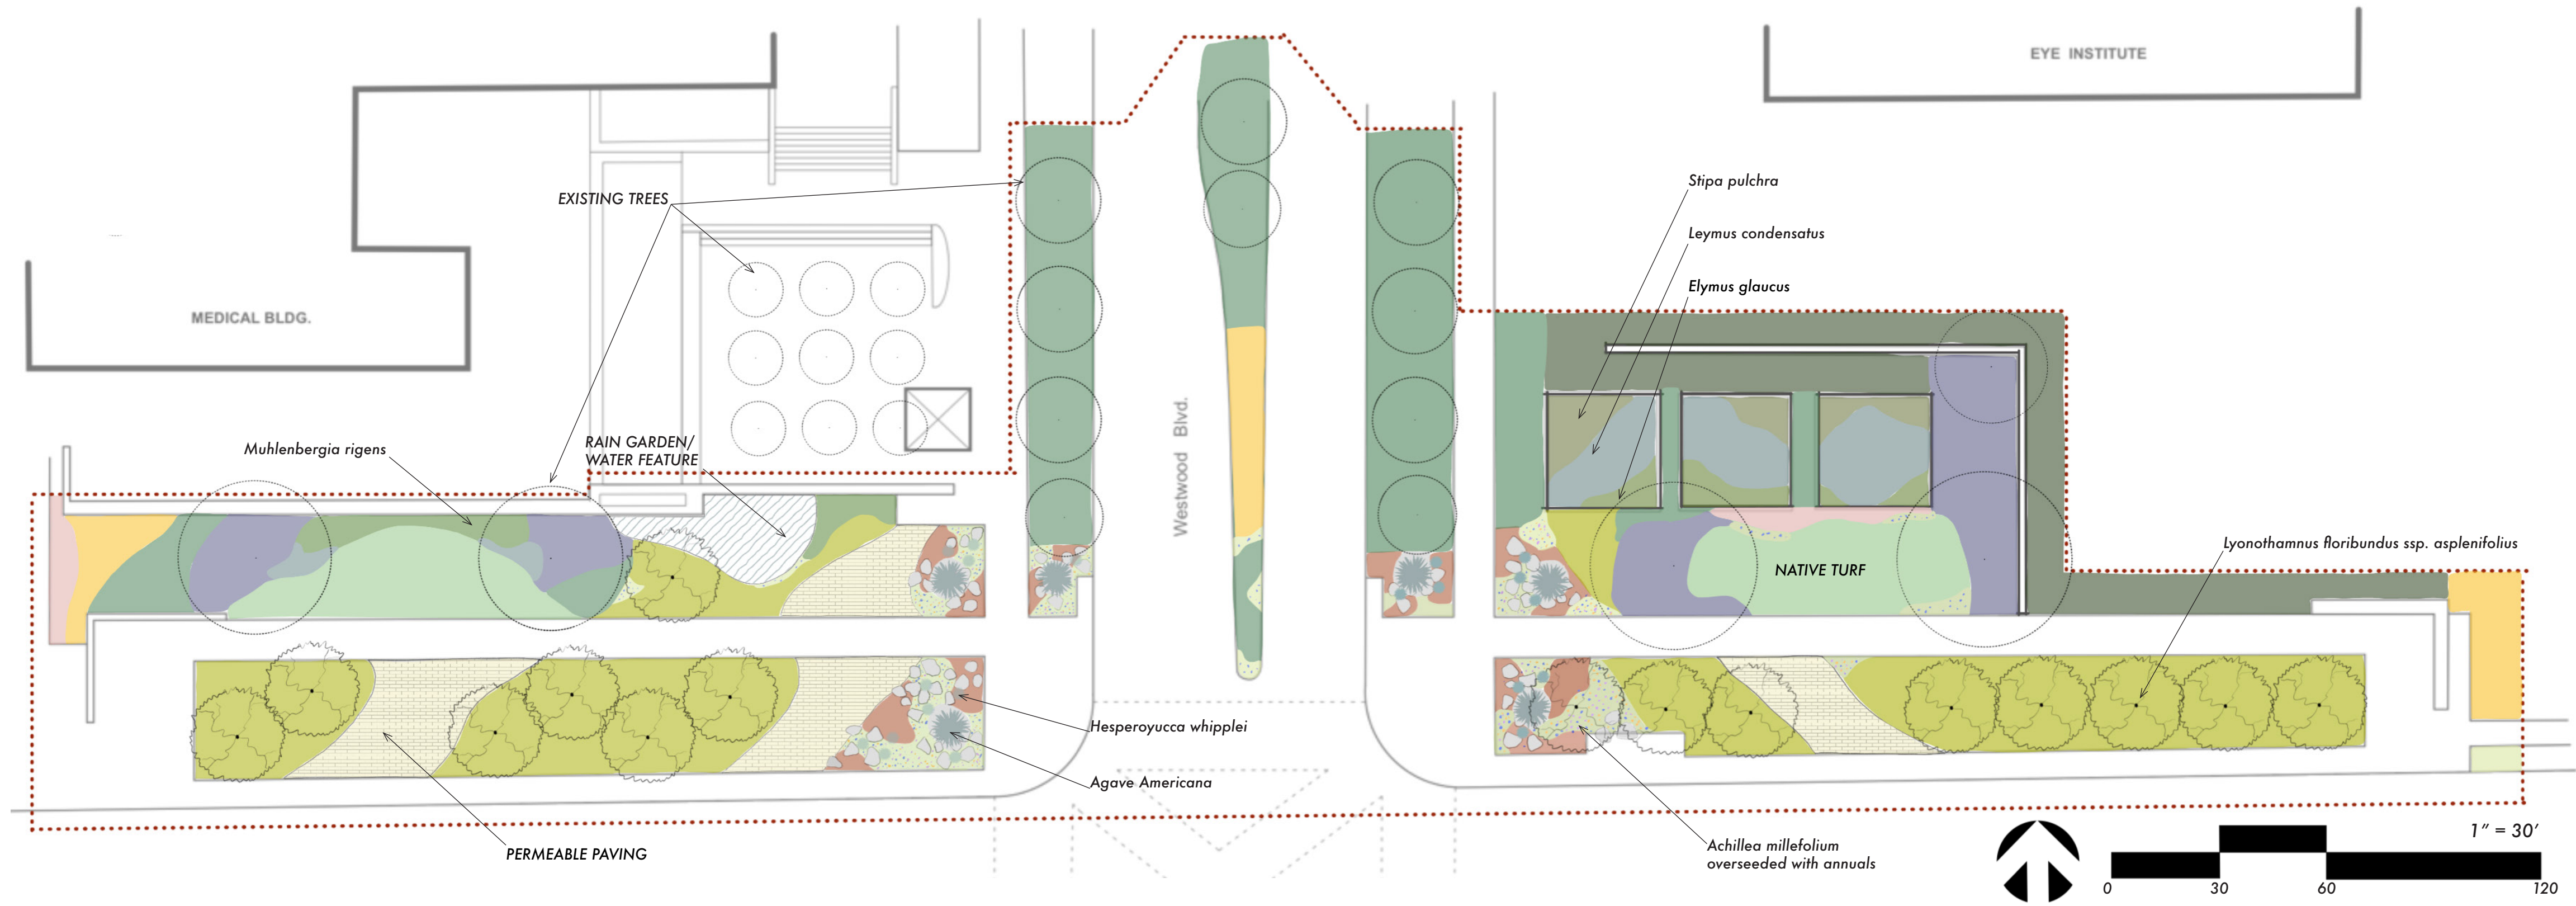 EYE INSTITUTE
Stipa pulchra
EXISTING TREES
Leymus condensatus
Elymus glaucus
MEDICAL BLDG.
Westwood Blvd.
Muhlenbergia rigens
RAIN GARDEN/
WATER FEATURE
Lyonothamnus floribundus ssp. asplenifolius
NATIVE TURF
Hesperoyucca whipplei
Agave Americana
PERMEABLE PAVING
Achillea millefolium
overseeded with annuals
1" = 30'
0 30 60 120